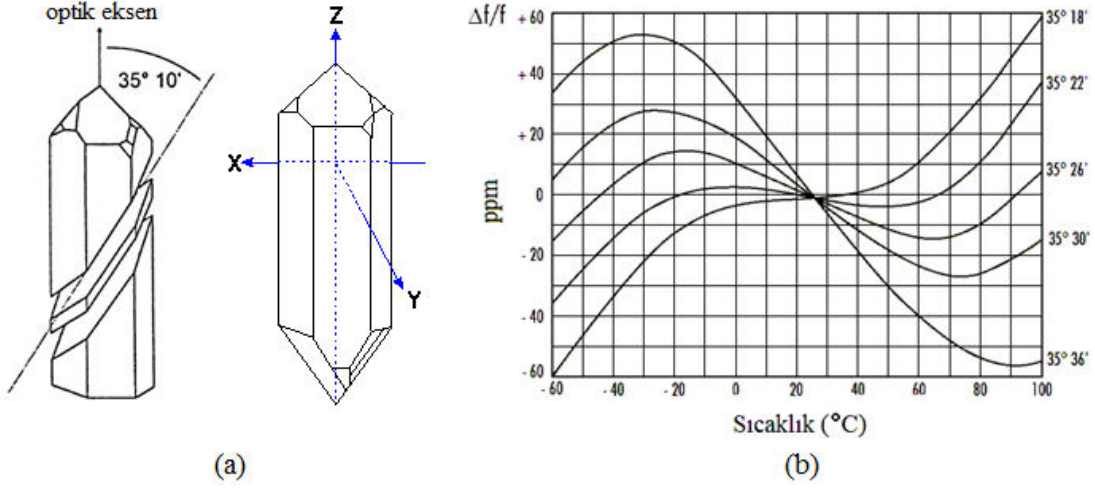 optik eksen
35° 10'
Z
X
Y
(a)
Δf/f
ppm
+ 60
+ 40
+ 20
0
- 20
- 40
- 60
- 60
- 40
- 20
0
20
40
60
80
100
Sıcaklık (°C)
35° 18'
35° 22'
35° 26'
35° 30'
35° 36'
(b)